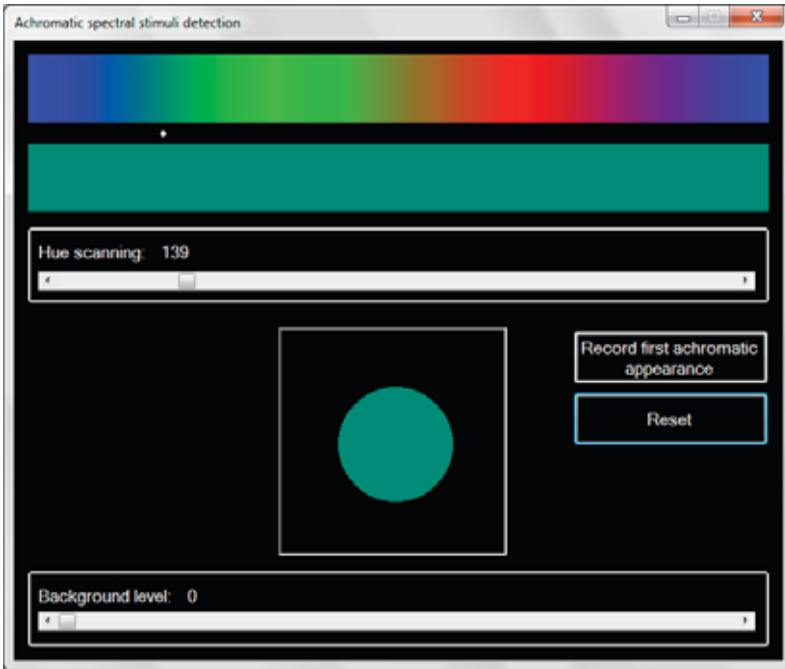 Achromatic spectral stimuli detection
Hue scanning: 139
Record first achromatic
appearance
Reset
Background level: 0